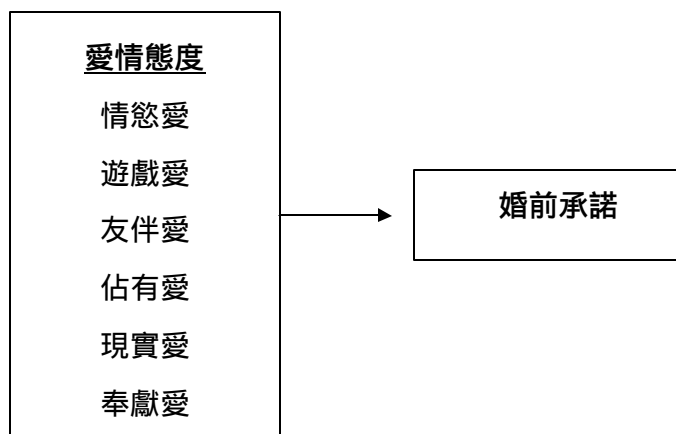 愛情態度
情慾愛
遊戲愛
友伴愛
佔有愛
現實愛
奉獻愛
婚前承諾